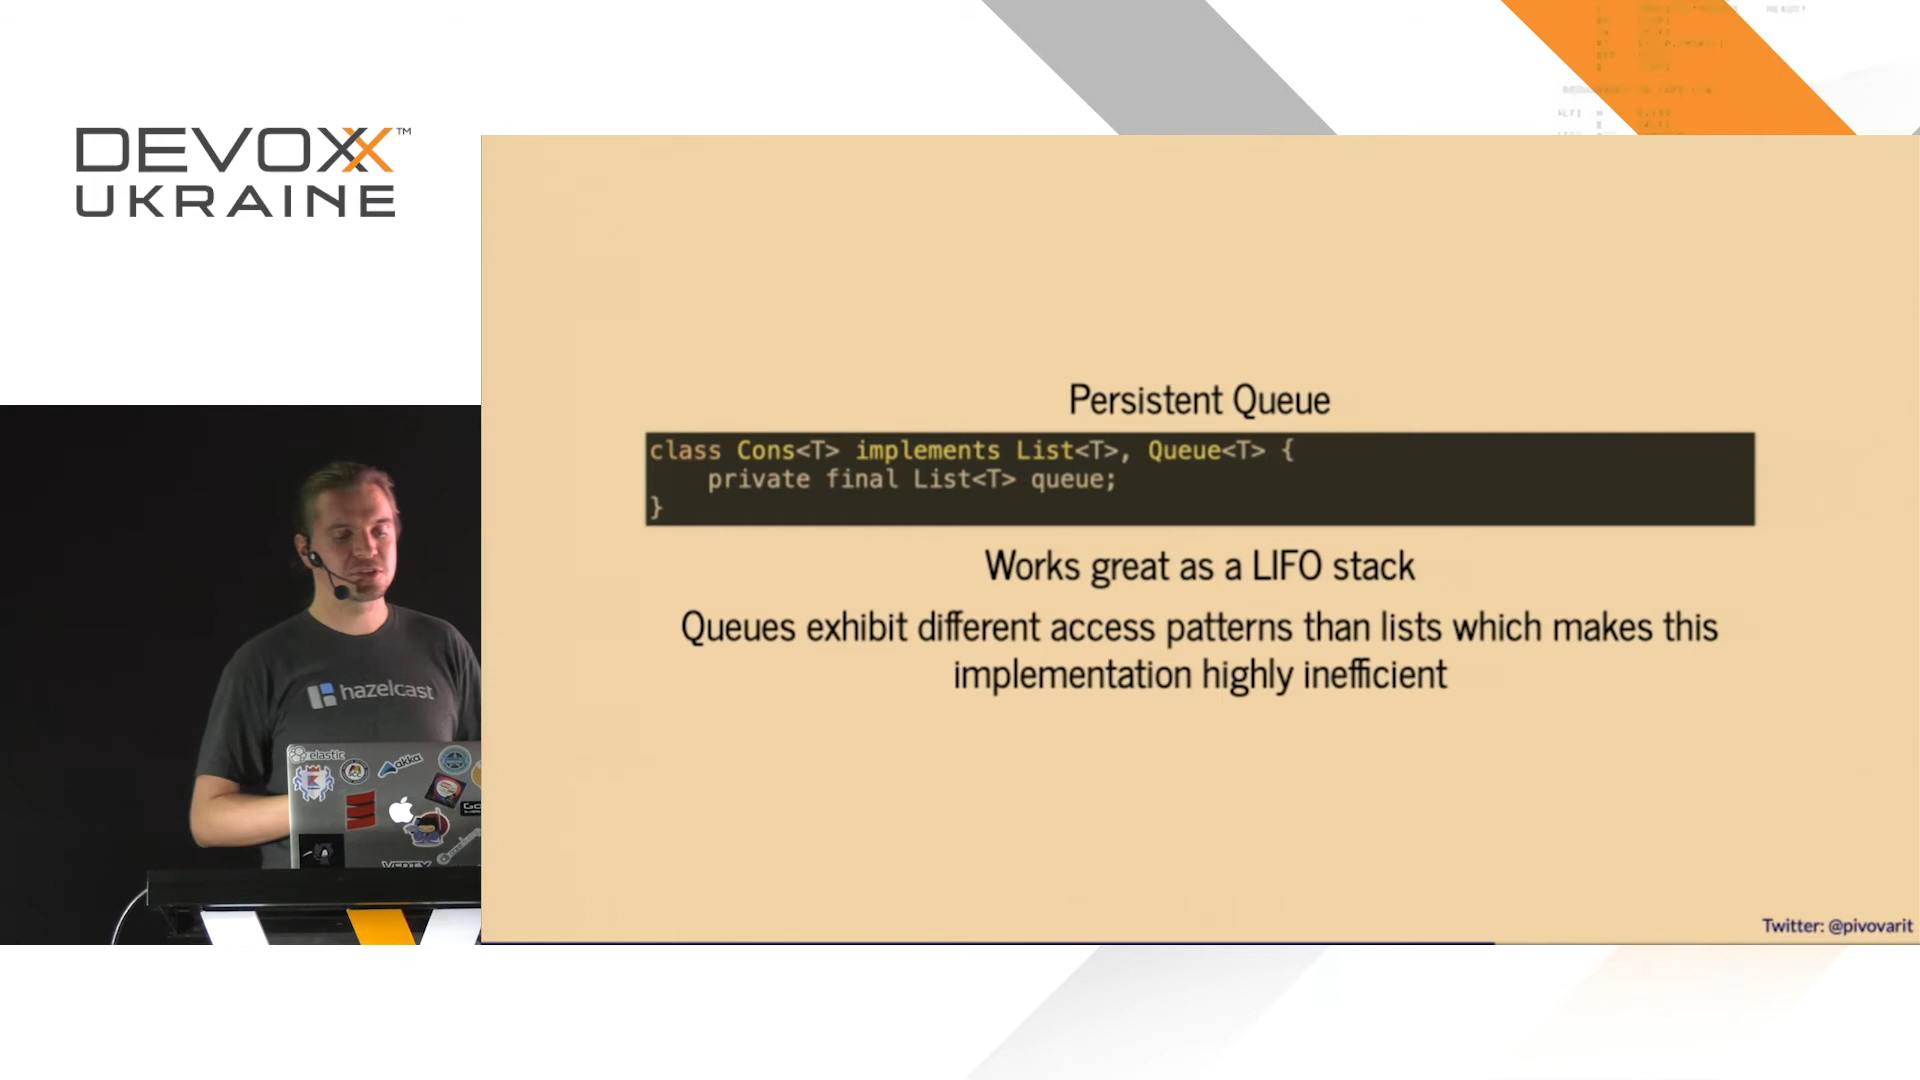 DEVOXX™
UKRAINE
Persistent Queue
class Cons<T> implements List<T>, Queue<T> {
    private final List<T> queue;
}
Works great as a LIFO stack
Queues exhibit different access patterns than lists which makes this
implementation highly inefficient
hazelcast
elastic
akka
VERT.X
Twitter: @pivovarit